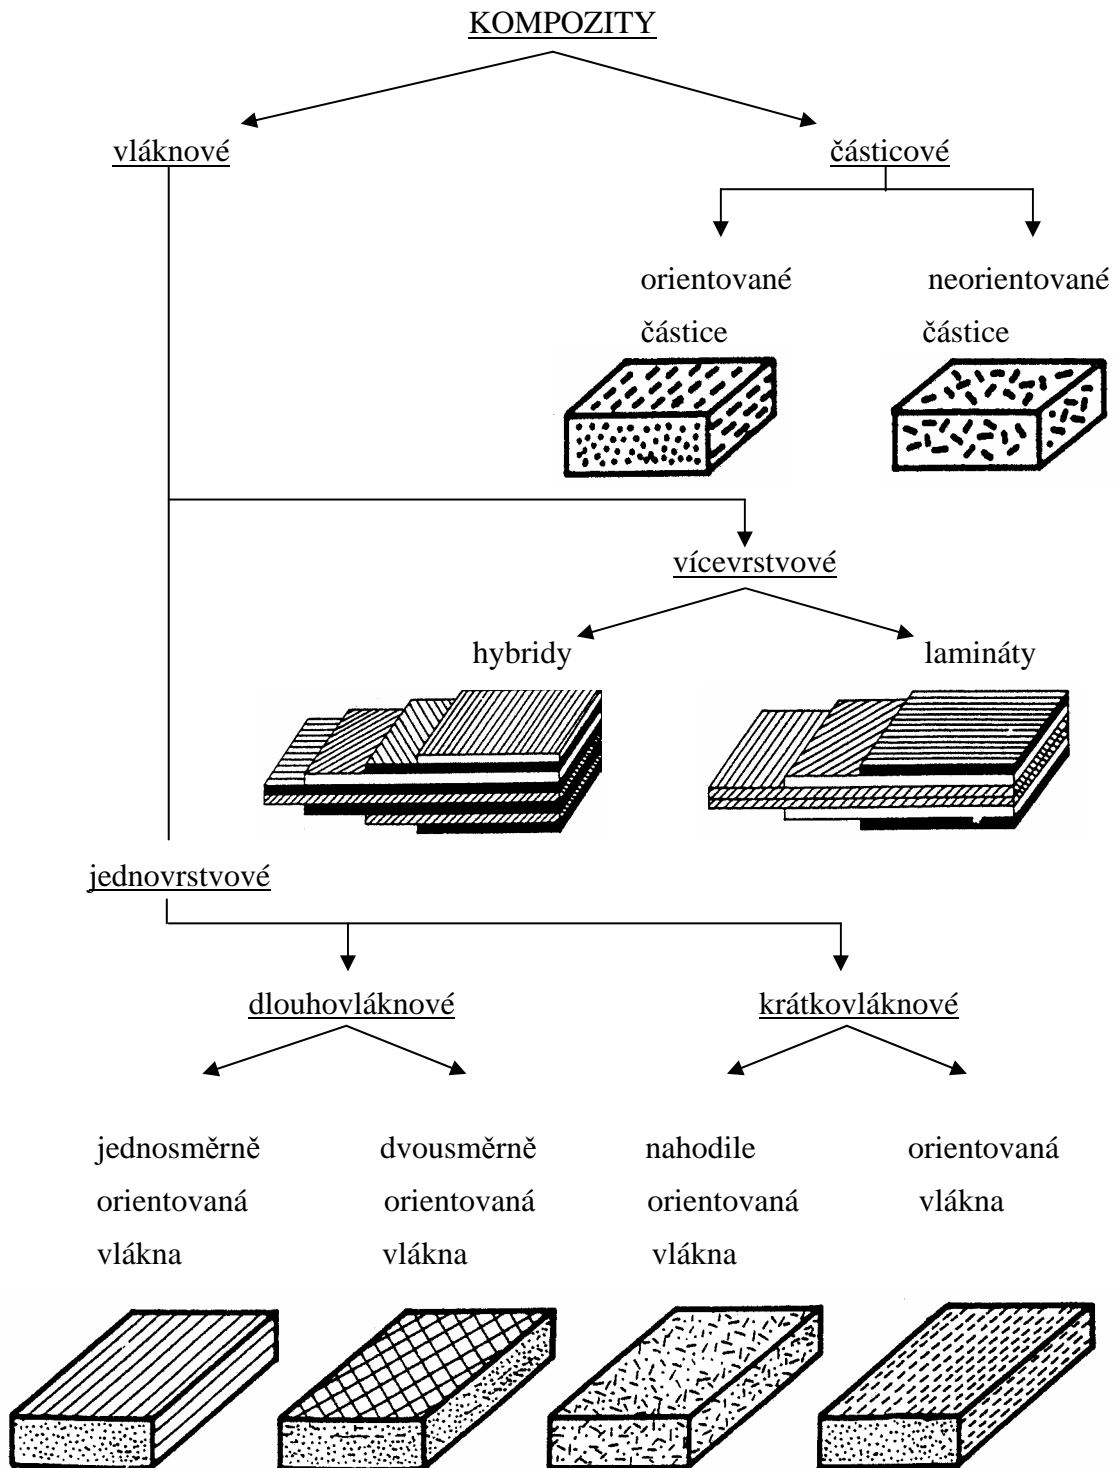 KOMPOZITY
vláknové
částicové
orientované
částice
neorientované
částice
vícevrstvové
hybridy
lamináty
jednovrstvové
dlouhovláknové
krátkovláknové
jednosměrně
orientovaná
vlákna
dvousměrně
orientovaná
vlákna
nahodile
orientovaná
vlákna
orientovaná
vlákna